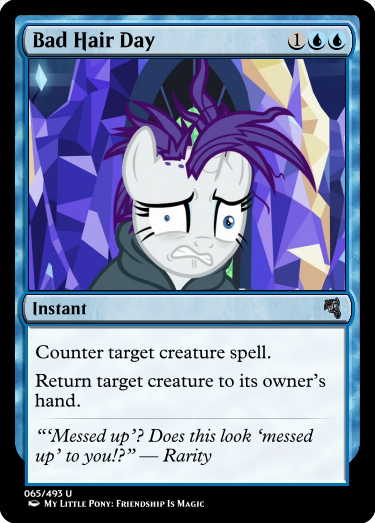 Bad Hair Day 1
Instant
Counter target creature spell.
Return target creature to its owner's
hand.
“‘Messed up’? Does this look ‘messed
up’ to you!?” — Rarity
065/493 U
My Little Pony: Friendship Is Magic